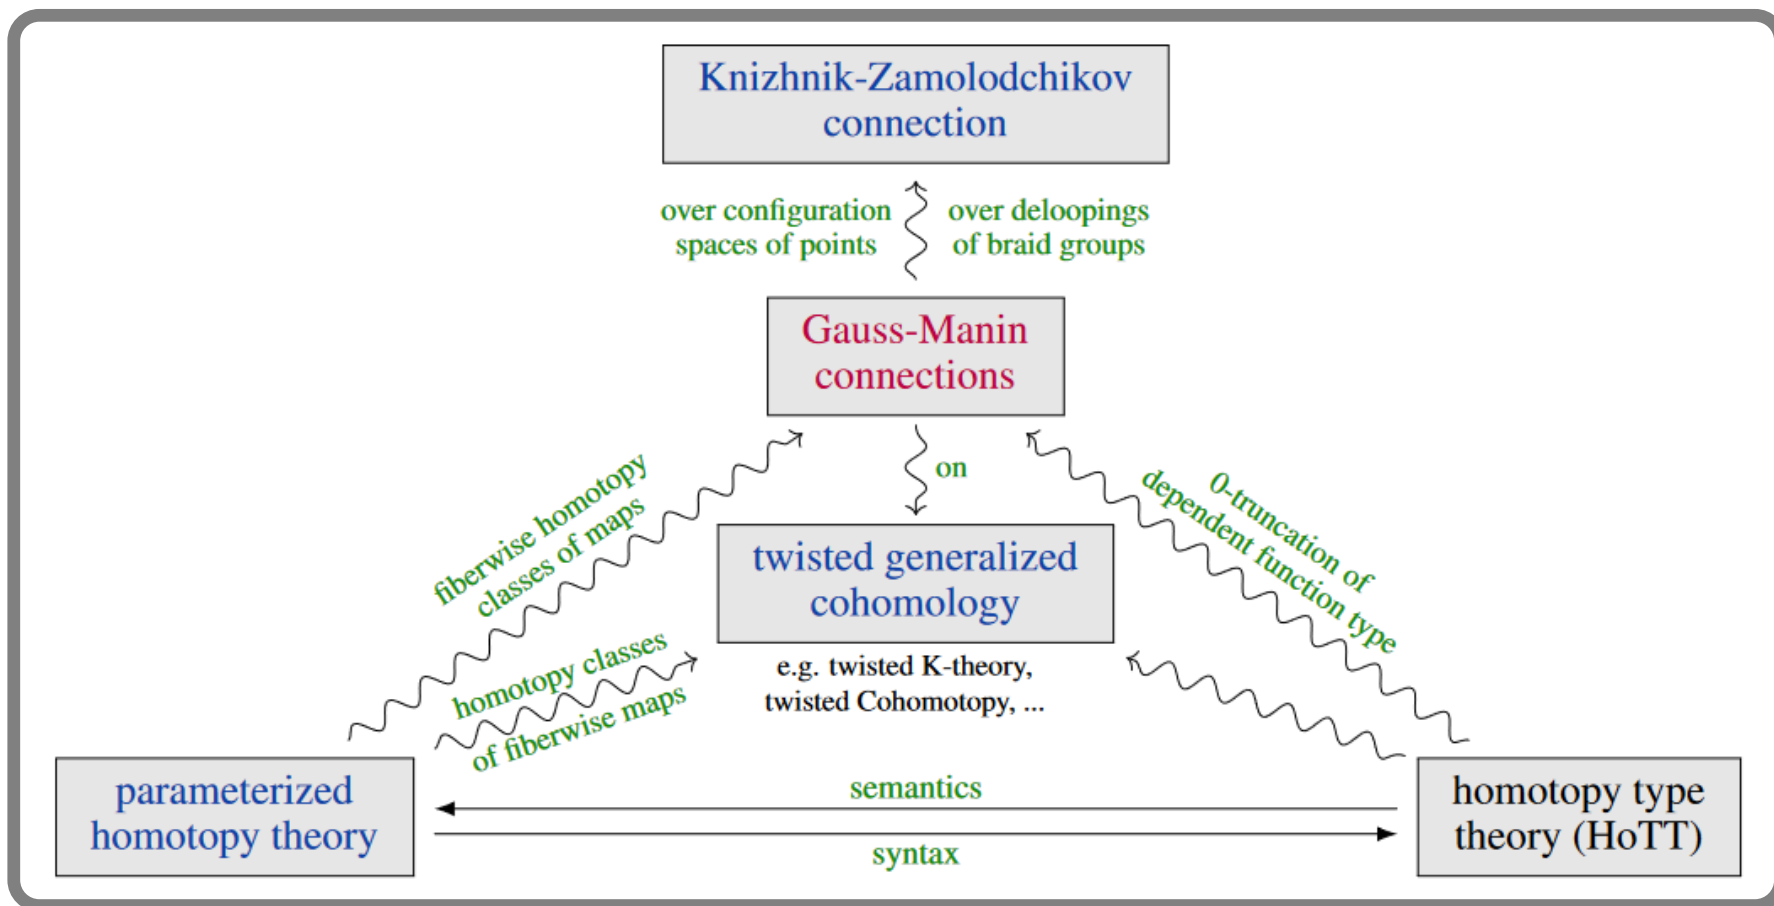 Knizhnik-Zamolodchikov
connection
over configuration
spaces of points
over deloopings
of braid groups
Gauss-Manin
connections
on
fiberwise homotopy
classes of maps
0-truncation of
dependent function type
twisted generalized
cohomology
e.g. twisted K-theory,
twisted Cohomotopy, ...
homotopy classes
of fiberwise maps
parameterized
homotopy theory
semantics
syntax
homotopy type
theory (HoTT)